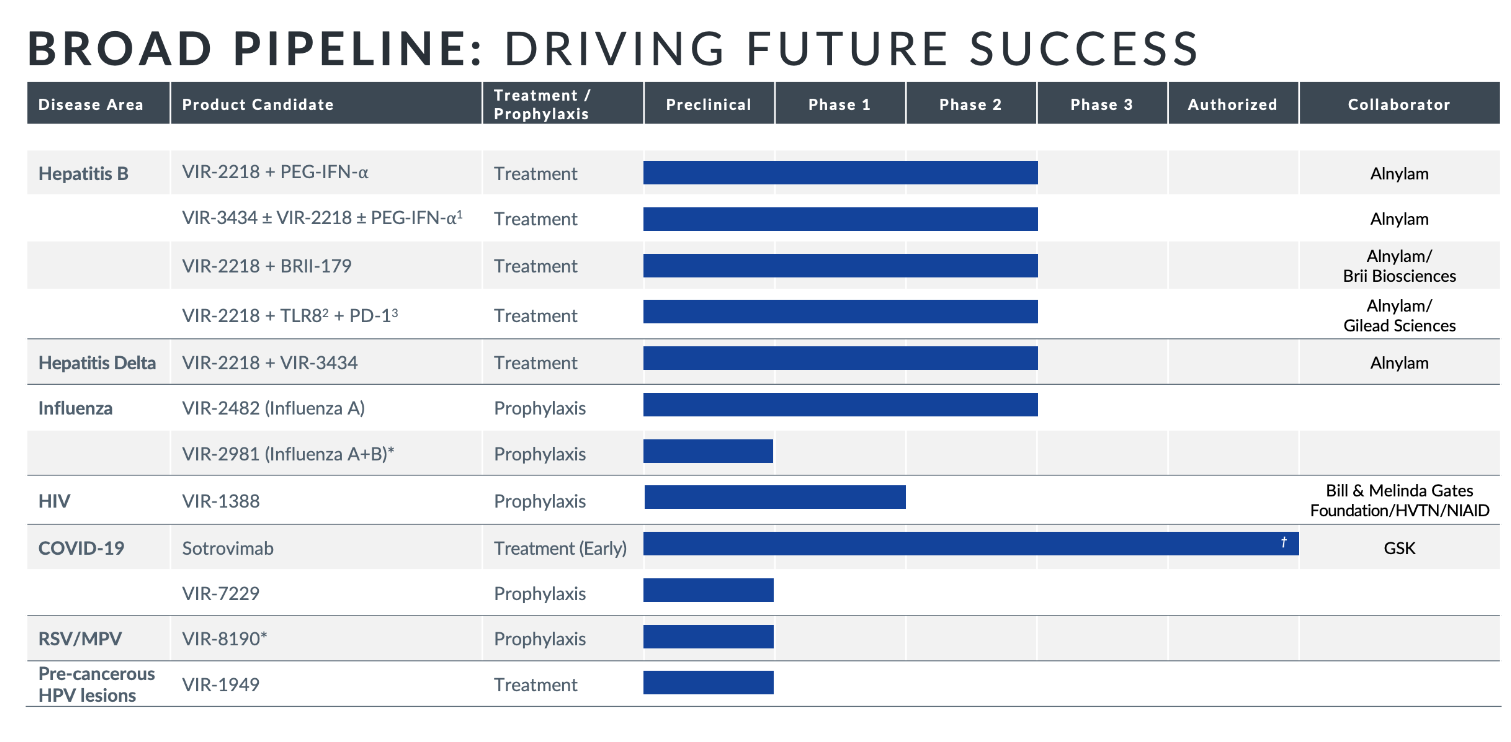 BROAD PIPELINE: DRIVING FUTURE SUCCESS
Disease Area Product Candidate Treatment / Prophylaxis Preclinical Phase 1 Phase 2 Phase 3 Authorized Collaborator
Hepatitis B VIR-2218 + PEG-IFN-α Treatment Alnylam
VIR-3434 ± VIR-2218 ± PEG-IFN-α¹ Treatment Alnylam
VIR-2218 + BRII-179 Treatment Alnylam/
Brii Biosciences
VIR-2218 + TLR8² + PD-1³ Treatment Alnylam/
Gilead Sciences
Hepatitis Delta VIR-2218 + VIR-3434 Treatment Alnylam
Influenza VIR-2482 (Influenza A) Prophylaxis
VIR-2981 (Influenza A+B)* Prophylaxis
HIV VIR-1388 Prophylaxis Bill & Melinda Gates
Foundation/HVTN/NIAID
COVID-19 Sotrovimab Treatment (Early) † GSK
VIR-7229 Prophylaxis
RSV/MPV VIR-8190* Prophylaxis
Pre-cancerous
HPV lesions VIR-1949 Treatment